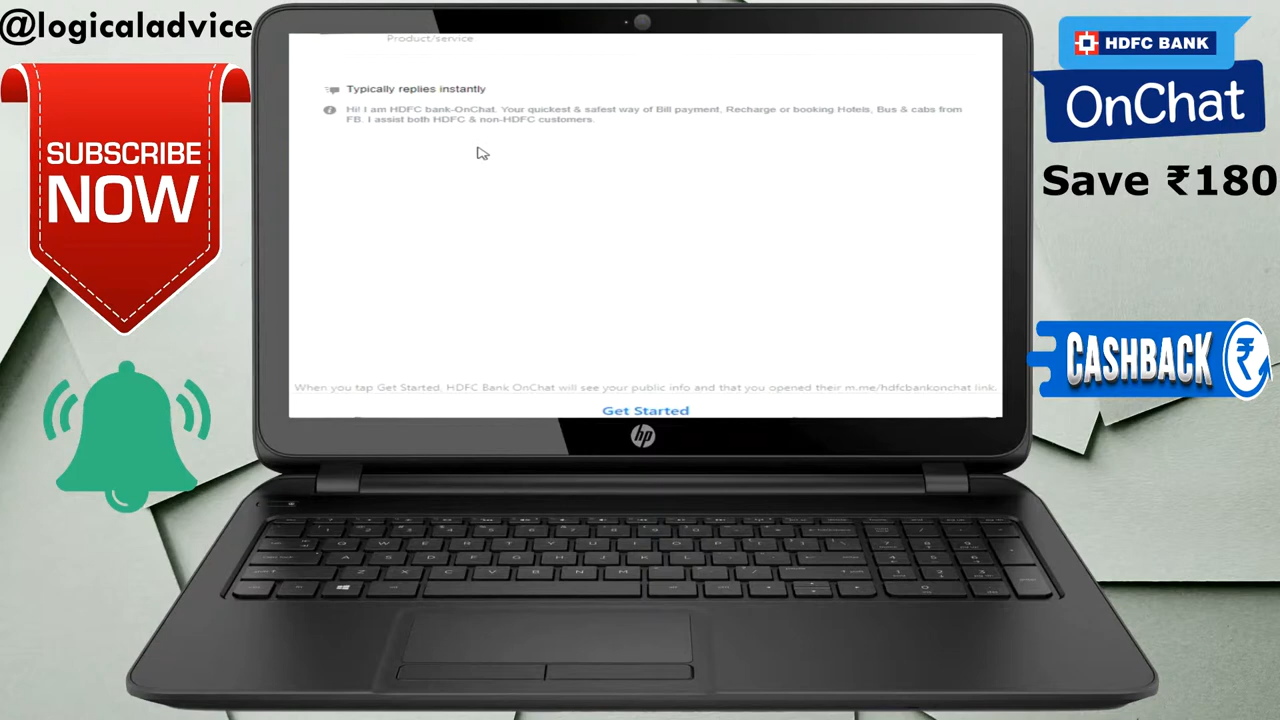 @logicaladvice
SUBSCRIBE
NOW
Product/service
Typically replies instantly
Hi! I am HDFC bank-OnChat. Your quickest & safest way of Bill payment, Recharge or booking Hotels, Bus & cabs from
FB. I assist both HDFC & non-HDFC customers.
When you tap Get Started, HDFC Bank OnChat will see your public info and that you opened their m.me/hdfcbankonchat link.
Get Started
hp
HDFC BANK
OnChat
Save ₹180
CASHBACK ₹